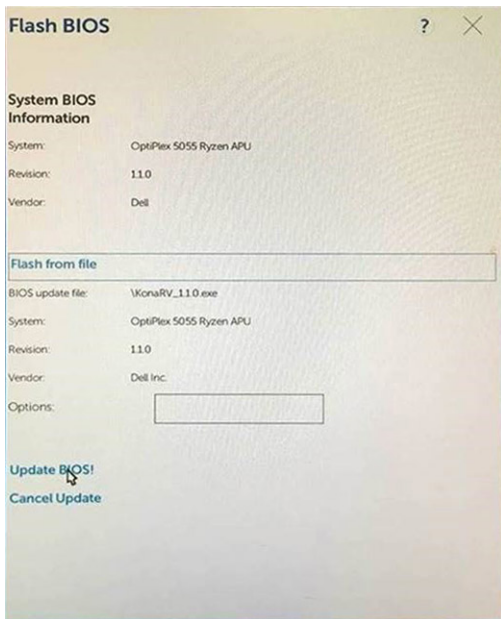 Flash BIOS ?
System BIOS
Information
System: OptiPlex 5055 Ryzen APU
Revision: 1.1.0
Vendor: Dell
Flash from file
BIOS update file: \KonaRV_1.1.0.exe
System: OptiPlex 5055 Ryzen APU
Revision: 1.1.0
Vendor: Dell Inc.
Options:
Update BIOS!
Cancel Update